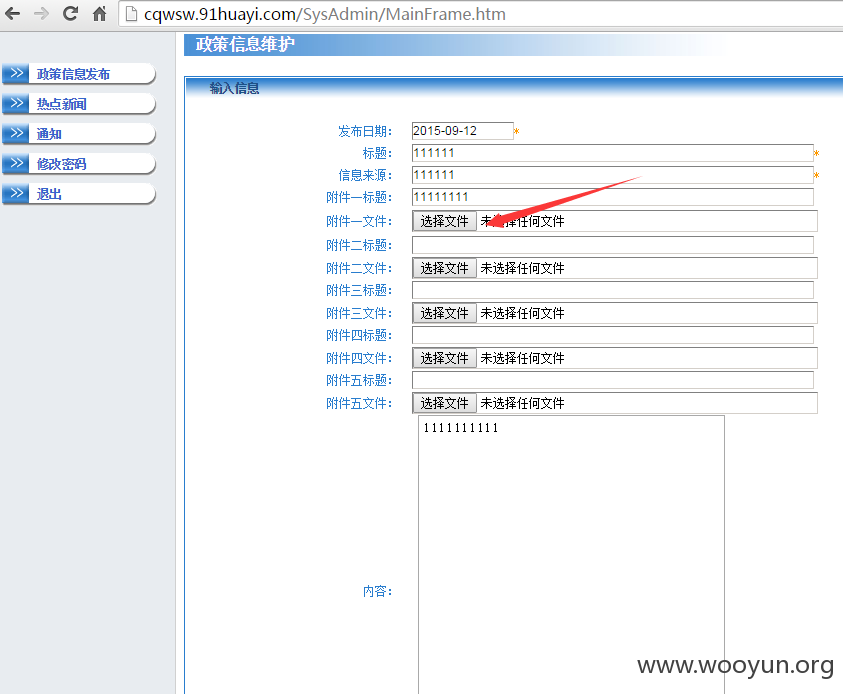 cqwsw.91huayi.com/SysAdmin/MainFrame.htm
政策信息维护
政策信息发布
热点新闻
通知
修改密码
退出
输入信息
发布日期： 2015-09-12 *
标题： 111111 *
信息来源： 111111 *
附件一标题： 11111111
附件一文件： 选择文件 未选择任何文件
附件二标题：
附件二文件： 选择文件 未选择任何文件
附件三标题：
附件三文件： 选择文件 未选择任何文件
附件四标题：
附件四文件： 选择文件 未选择任何文件
附件五标题：
附件五文件： 选择文件 未选择任何文件
1111111111
内容：
www.wooyun.org